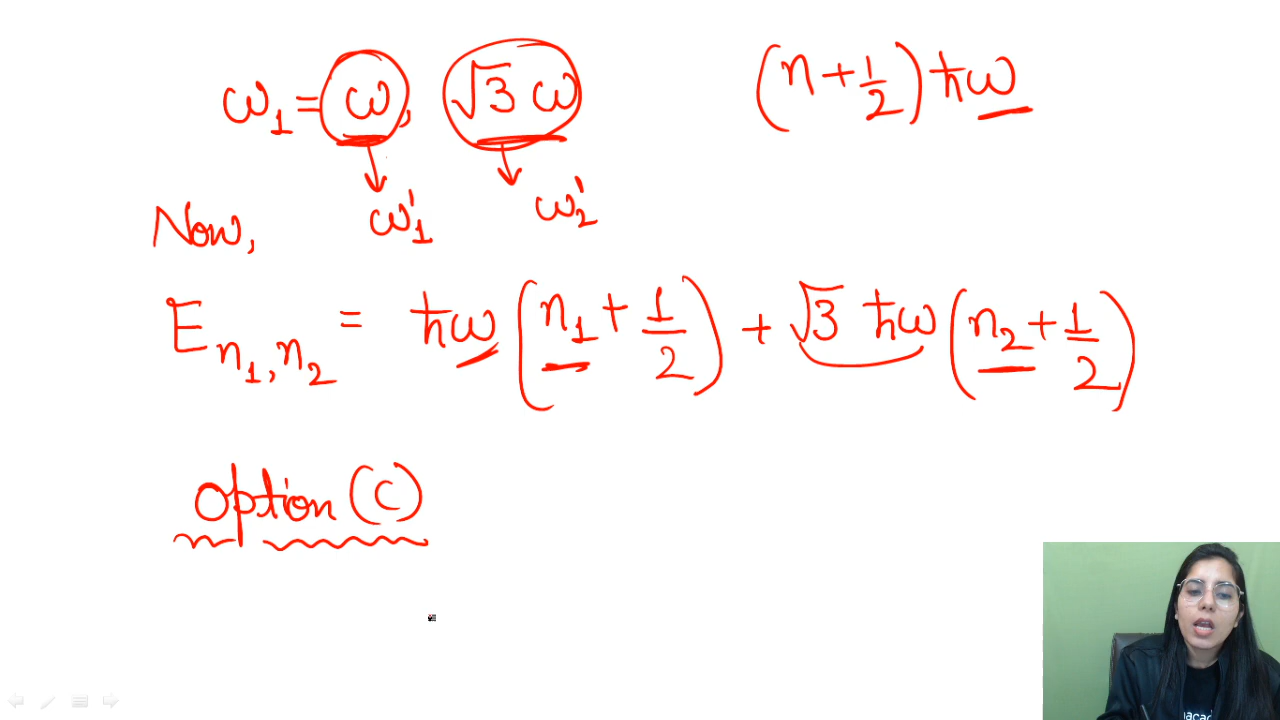 ω₁ = ω, √3 ω (n + 1/2) ħω
ω'₁ ω'₂
Now,
E n₁, n₂ = ħω (n₁ + 1/2) + √3 ħω (n₂ + 1/2)
option (c)